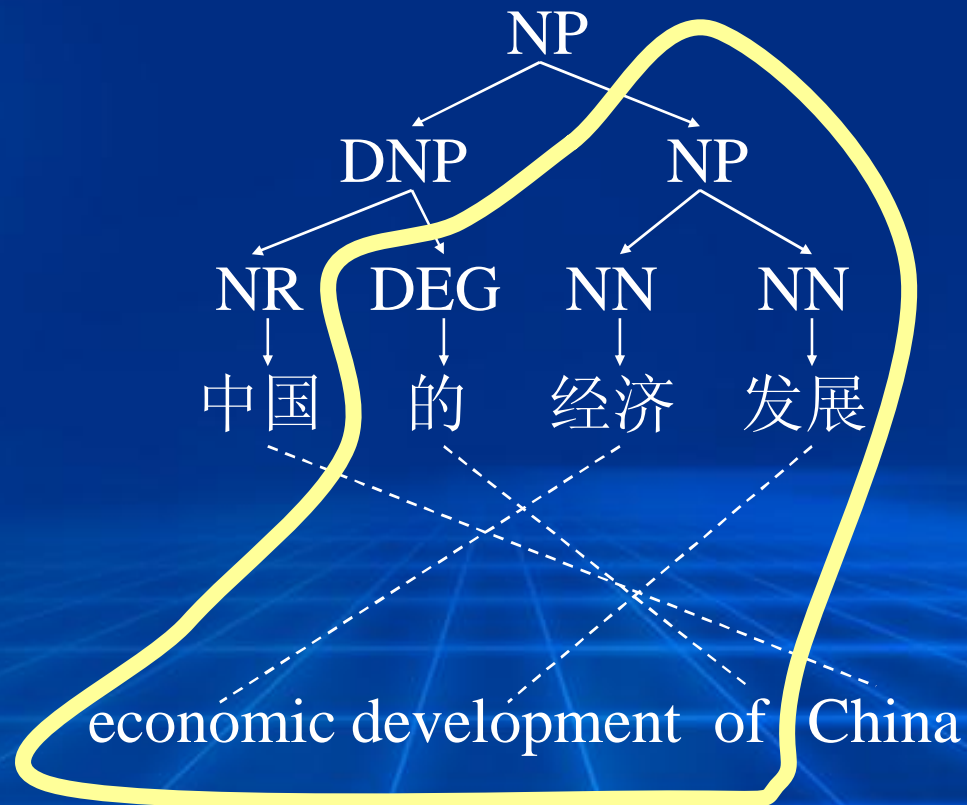 NP
DNP NP
NR DEG NN NN
中国 的 经济 发展
economic development of China